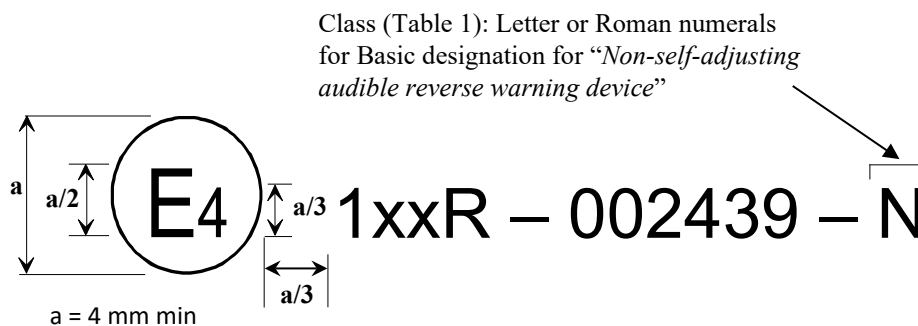 Class (Table 1): Letter or Roman numerals
for Basic designation for “Non-self-adjusting
audible reverse warning device”
a
a/2
E4
a/3
1xxR – 002439 – N
a/3
a = 4 mm min